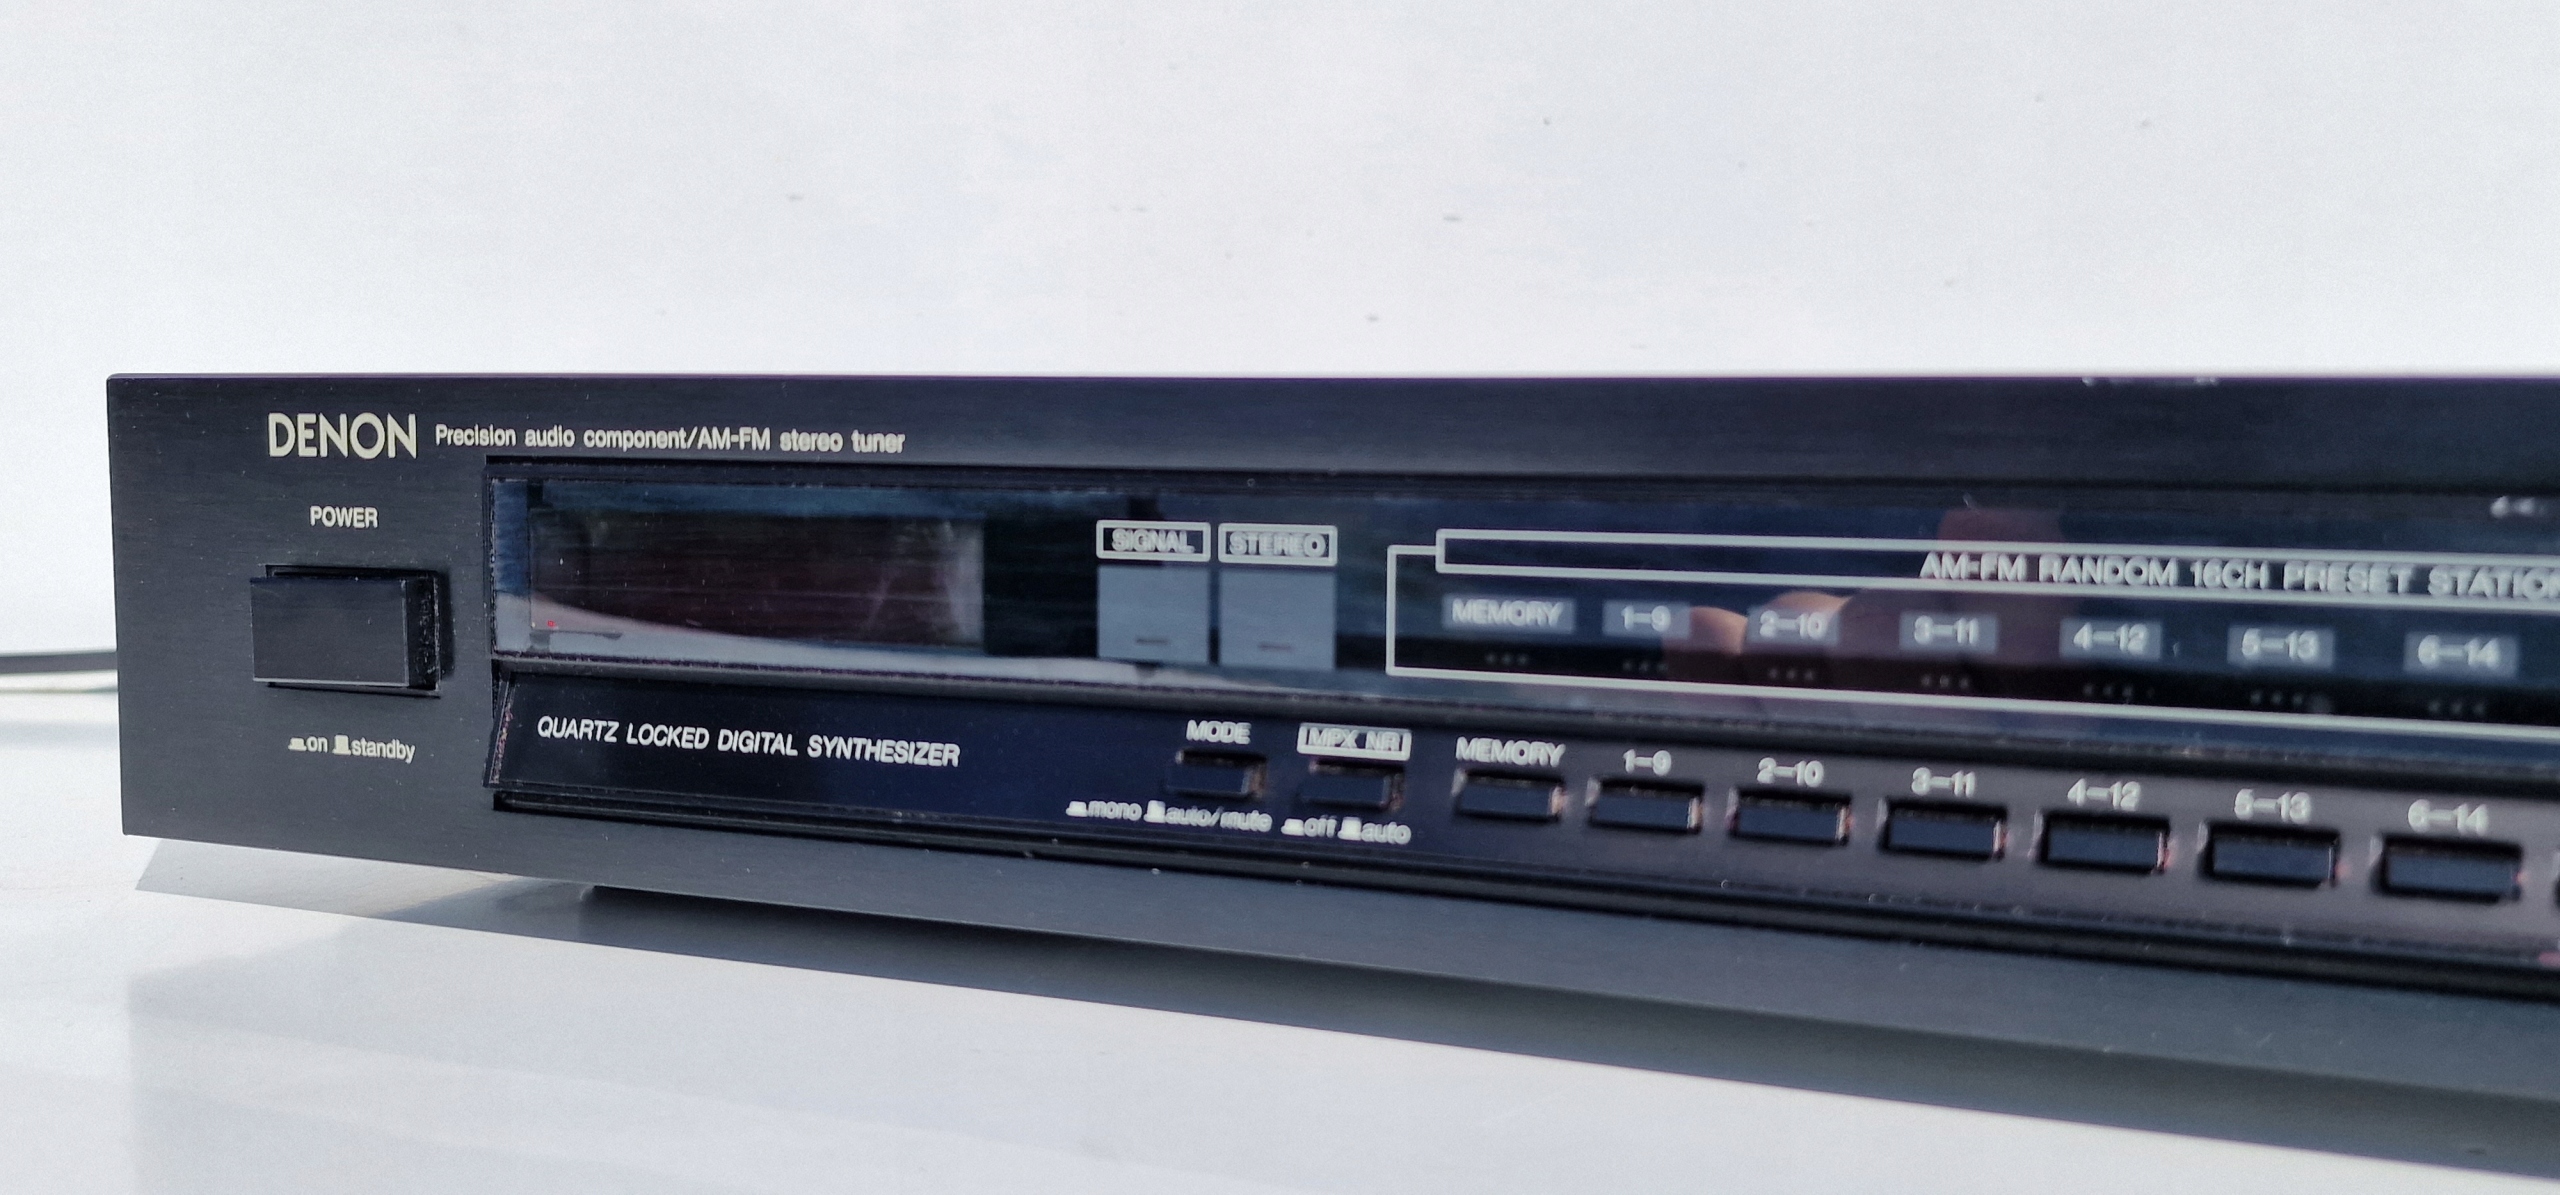 DENON Precision audio component/AM-FM stereo tuner
POWER
on standby
SIGNAL STEREO
AM-FM RANDOM 16CH PRESET STATION
MEMORY 1-9 2-10 3-11 4-12 5-13 6-14
QUARTZ LOCKED DIGITAL SYNTHESIZER
MODE MPX NR MEMORY 1-9 2-10 3-11 4-12 5-13 6-14
mono auto/mute off auto